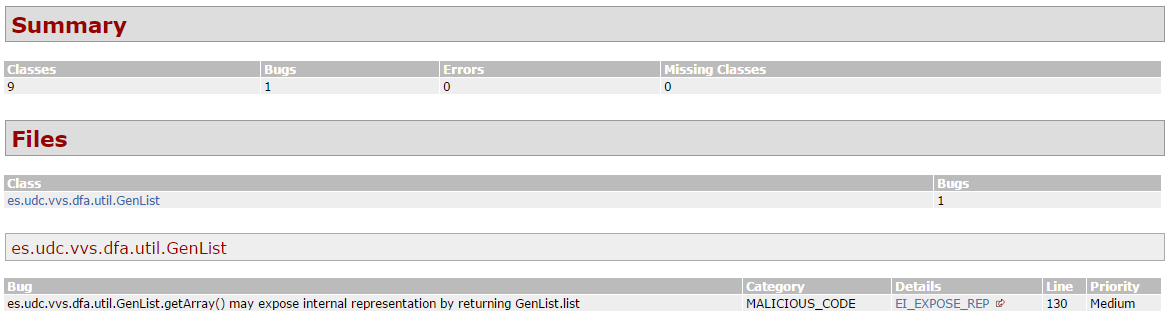 Summary
Classes Bugs Errors Missing Classes
9 1 0 0
Files
Class Bugs
es.udc.vvs.dfa.util.GenList 1
es.udc.vvs.dfa.util.GenList
Bug Category Details Line Priority
es.udc.vvs.dfa.util.GenList.getArray() may expose internal representation by returning GenList.list MALICIOUS_CODE EI_EXPOSE_REP 130 Medium